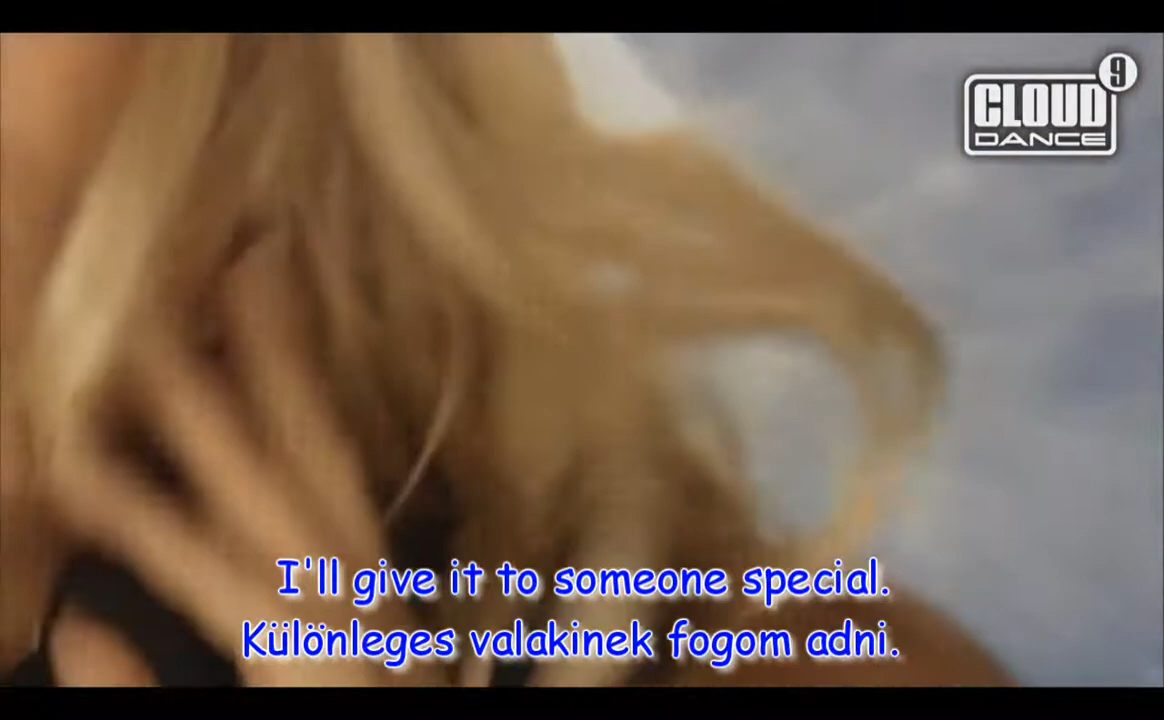 9
CLOUD
DANCE
I'll give it to someone special.
Különleges valakinek fogom adni.